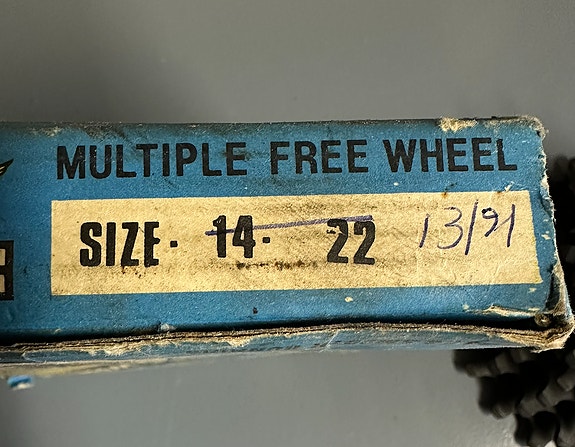 MULTIPLE FREE WHEEL
SIZE· 14· 22 13/21